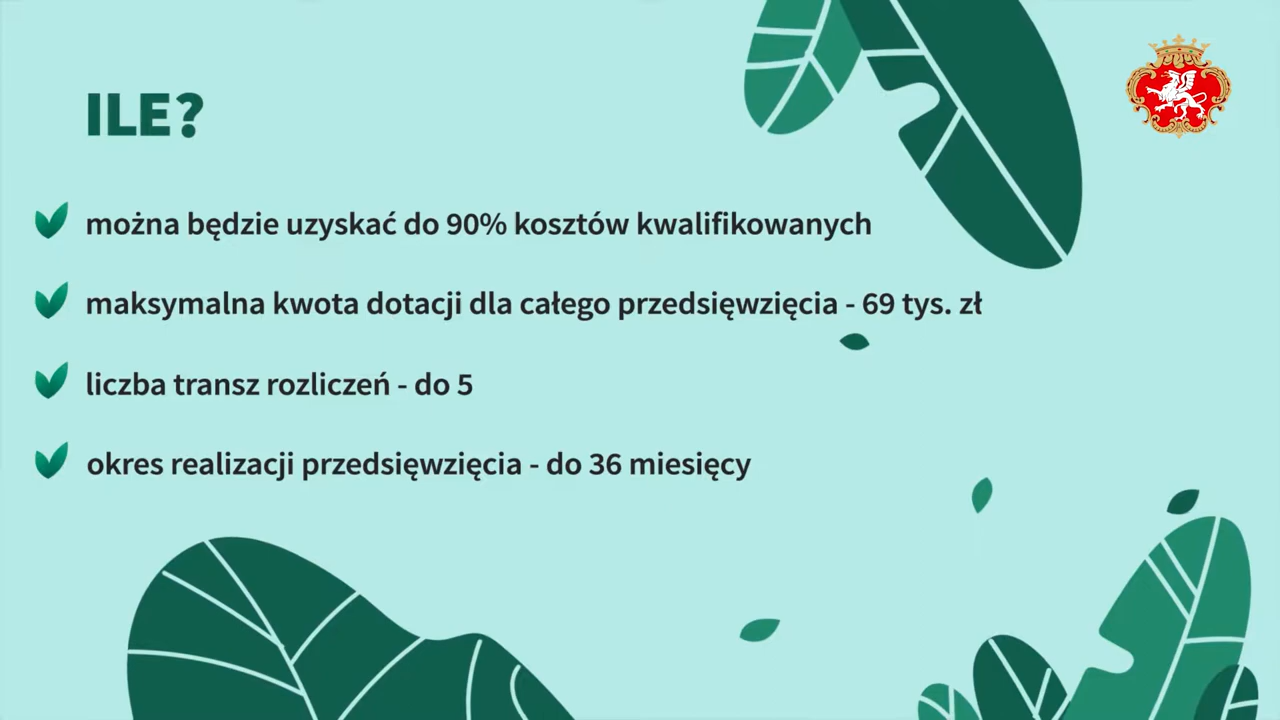 ILE?
można będzie uzyskać do 90% kosztów kwalifikowanych
maksymalna kwota dotacji dla całego przedsięwzięcia - 69 tys. zł
liczba transz rozliczeń - do 5
okres realizacji przedsięwzięcia - do 36 miesięcy